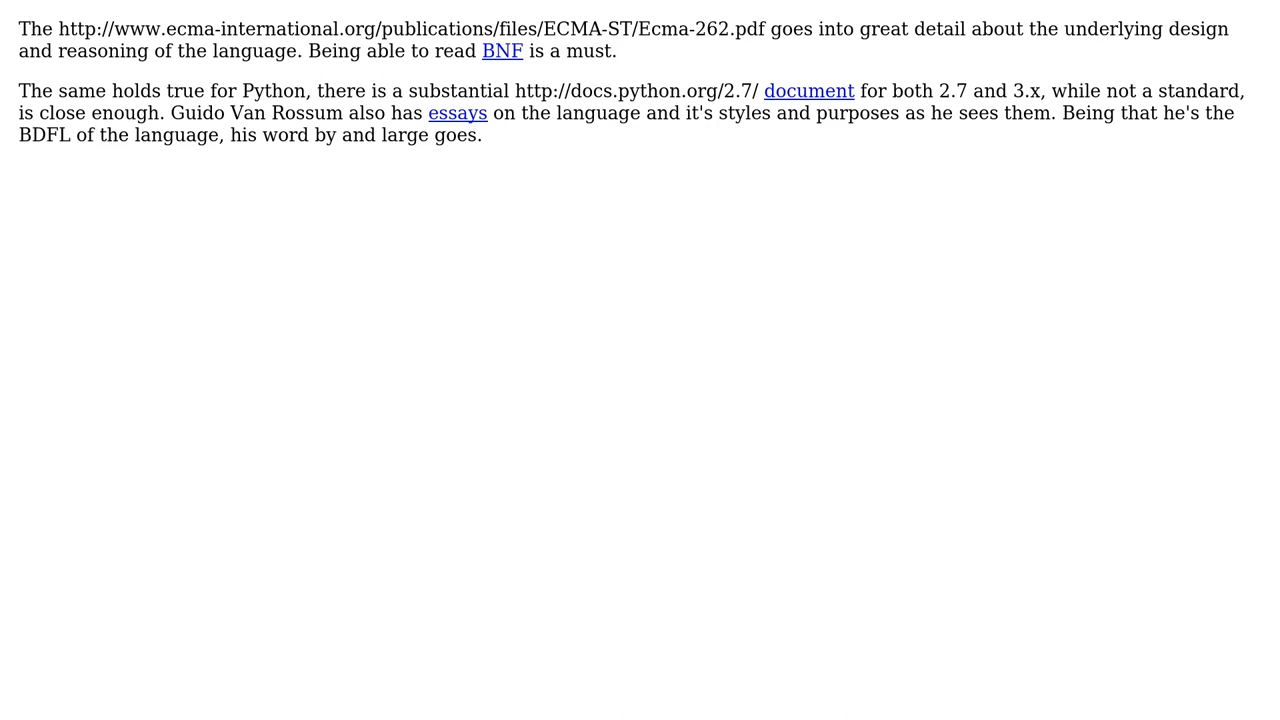 The http://www.ecma-international.org/publications/files/ECMA-ST/Ecma-262.pdf goes into great detail about the underlying design
and reasoning of the language. Being able to read BNF is a must.
The same holds true for Python, there is a substantial http://docs.python.org/2.7/ document for both 2.7 and 3.x, while not a standard,
is close enough. Guido Van Rossum also has essays on the language and it's styles and purposes as he sees them. Being that he's the
BDFL of the language, his word by and large goes.